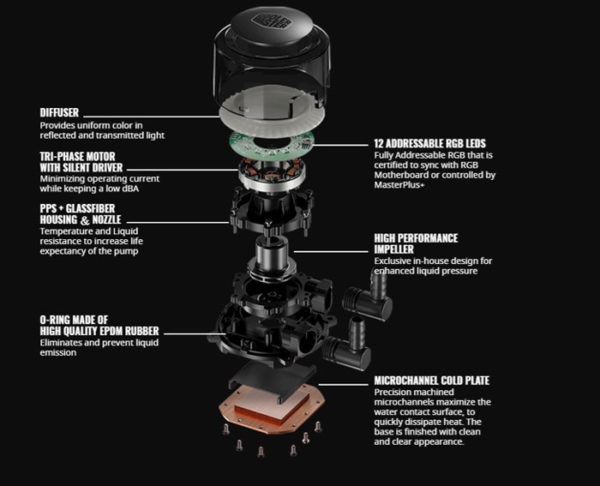 COOLER
MASTER
DIFFUSER
Provides uniform color in
reflected and transmitted light
TRI-PHASE MOTOR
WITH SILENT DRIVER
Minimizing operating current
while keeping a low dBA
PPS + GLASSFIBER
HOUSING & NOZZLE
Temperature and Liquid
resistance to increase life
expectancy of the pump
O-RING MADE OF
HIGH QUALITY EPDM RUBBER
Eliminates and prevent liquid
emission
12 ADDRESSABLE RGB LEDS
Fully Addressable RGB that is
certified to sync with RGB
Motherboard or controlled by
MasterPlus+
HIGH PERFORMANCE
IMPELLER
Exclusive in-house design for
enhanced liquid pressure
MICROCHANNEL COLD PLATE
Precision machined
microchannels maximize the
water contact surface, to
quickly dissipate heat. The
base is finished with clean
and clear appearance.